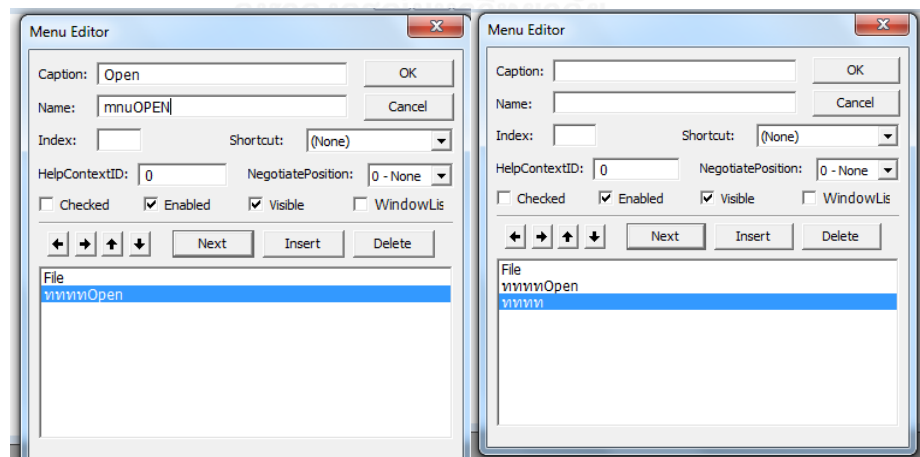 Menu Editor
Caption: Open
OK
Name: mnuOPEN
Cancel
Index:
Shortcut: (None)
HelpContextID: 0
NegotiatePosition: 0 - None
Checked
Enabled
Visible
WindowLis
Next
Insert
Delete
File
ททททOpen
Menu Editor
Caption:
OK
Name:
Cancel
Index:
Shortcut: (None)
HelpContextID: 0
NegotiatePosition: 0 - None
Checked
Enabled
Visible
WindowLis
Next
Insert
Delete
File
ททททOpen
ทททท